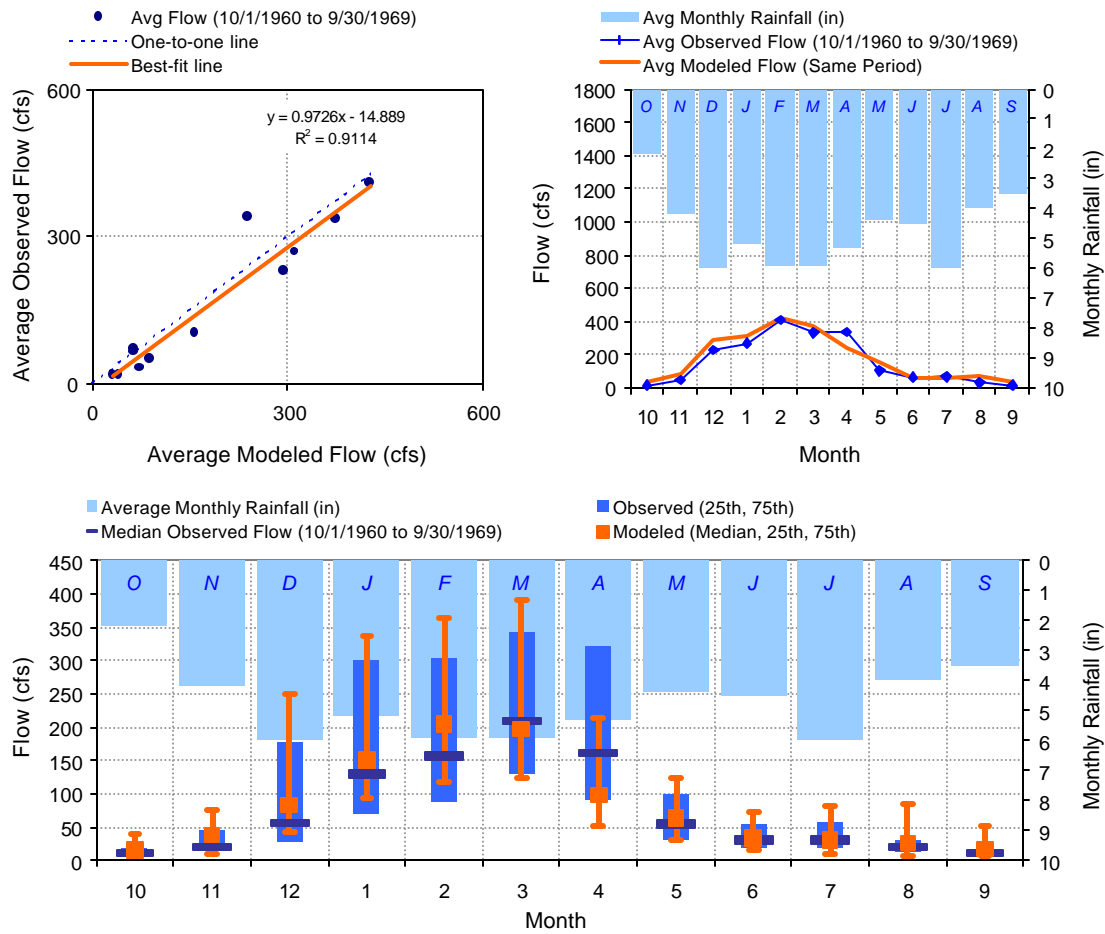 Avg Flow (10/1/1960 to 9/30/1969)
One-to-one line
Best-fit line
600
300
0
0
300
600
y = 0.9726x - 14.889
R² = 0.9114
Average Observed Flow (cfs)
Average Modeled Flow (cfs)
Avg Monthly Rainfall (in)
Avg Observed Flow (10/1/1960 to 9/30/1969)
Avg Modeled Flow (Same Period)
1800
1600
1400
1200
1000
800
600
400
200
0
O N D J F M A M J J A S
0
1
2
3
4
5
6
7
8
9
10
10 11 12 1 2 3 4 5 6 7 8 9
Flow (cfs)
Monthly Rainfall (in)
Month
Average Monthly Rainfall (in)
Median Observed Flow (10/1/1960 to 9/30/1969)
Observed (25th, 75th)
Modeled (Median, 25th, 75th)
450
400
350
300
250
200
150
100
50
0
O N D J F M A M J J A S
0
1
2
3
4
5
6
7
8
9
10
10 11 12 1 2 3 4 5 6 7 8 9
Flow (cfs)
Monthly Rainfall (in)
Month